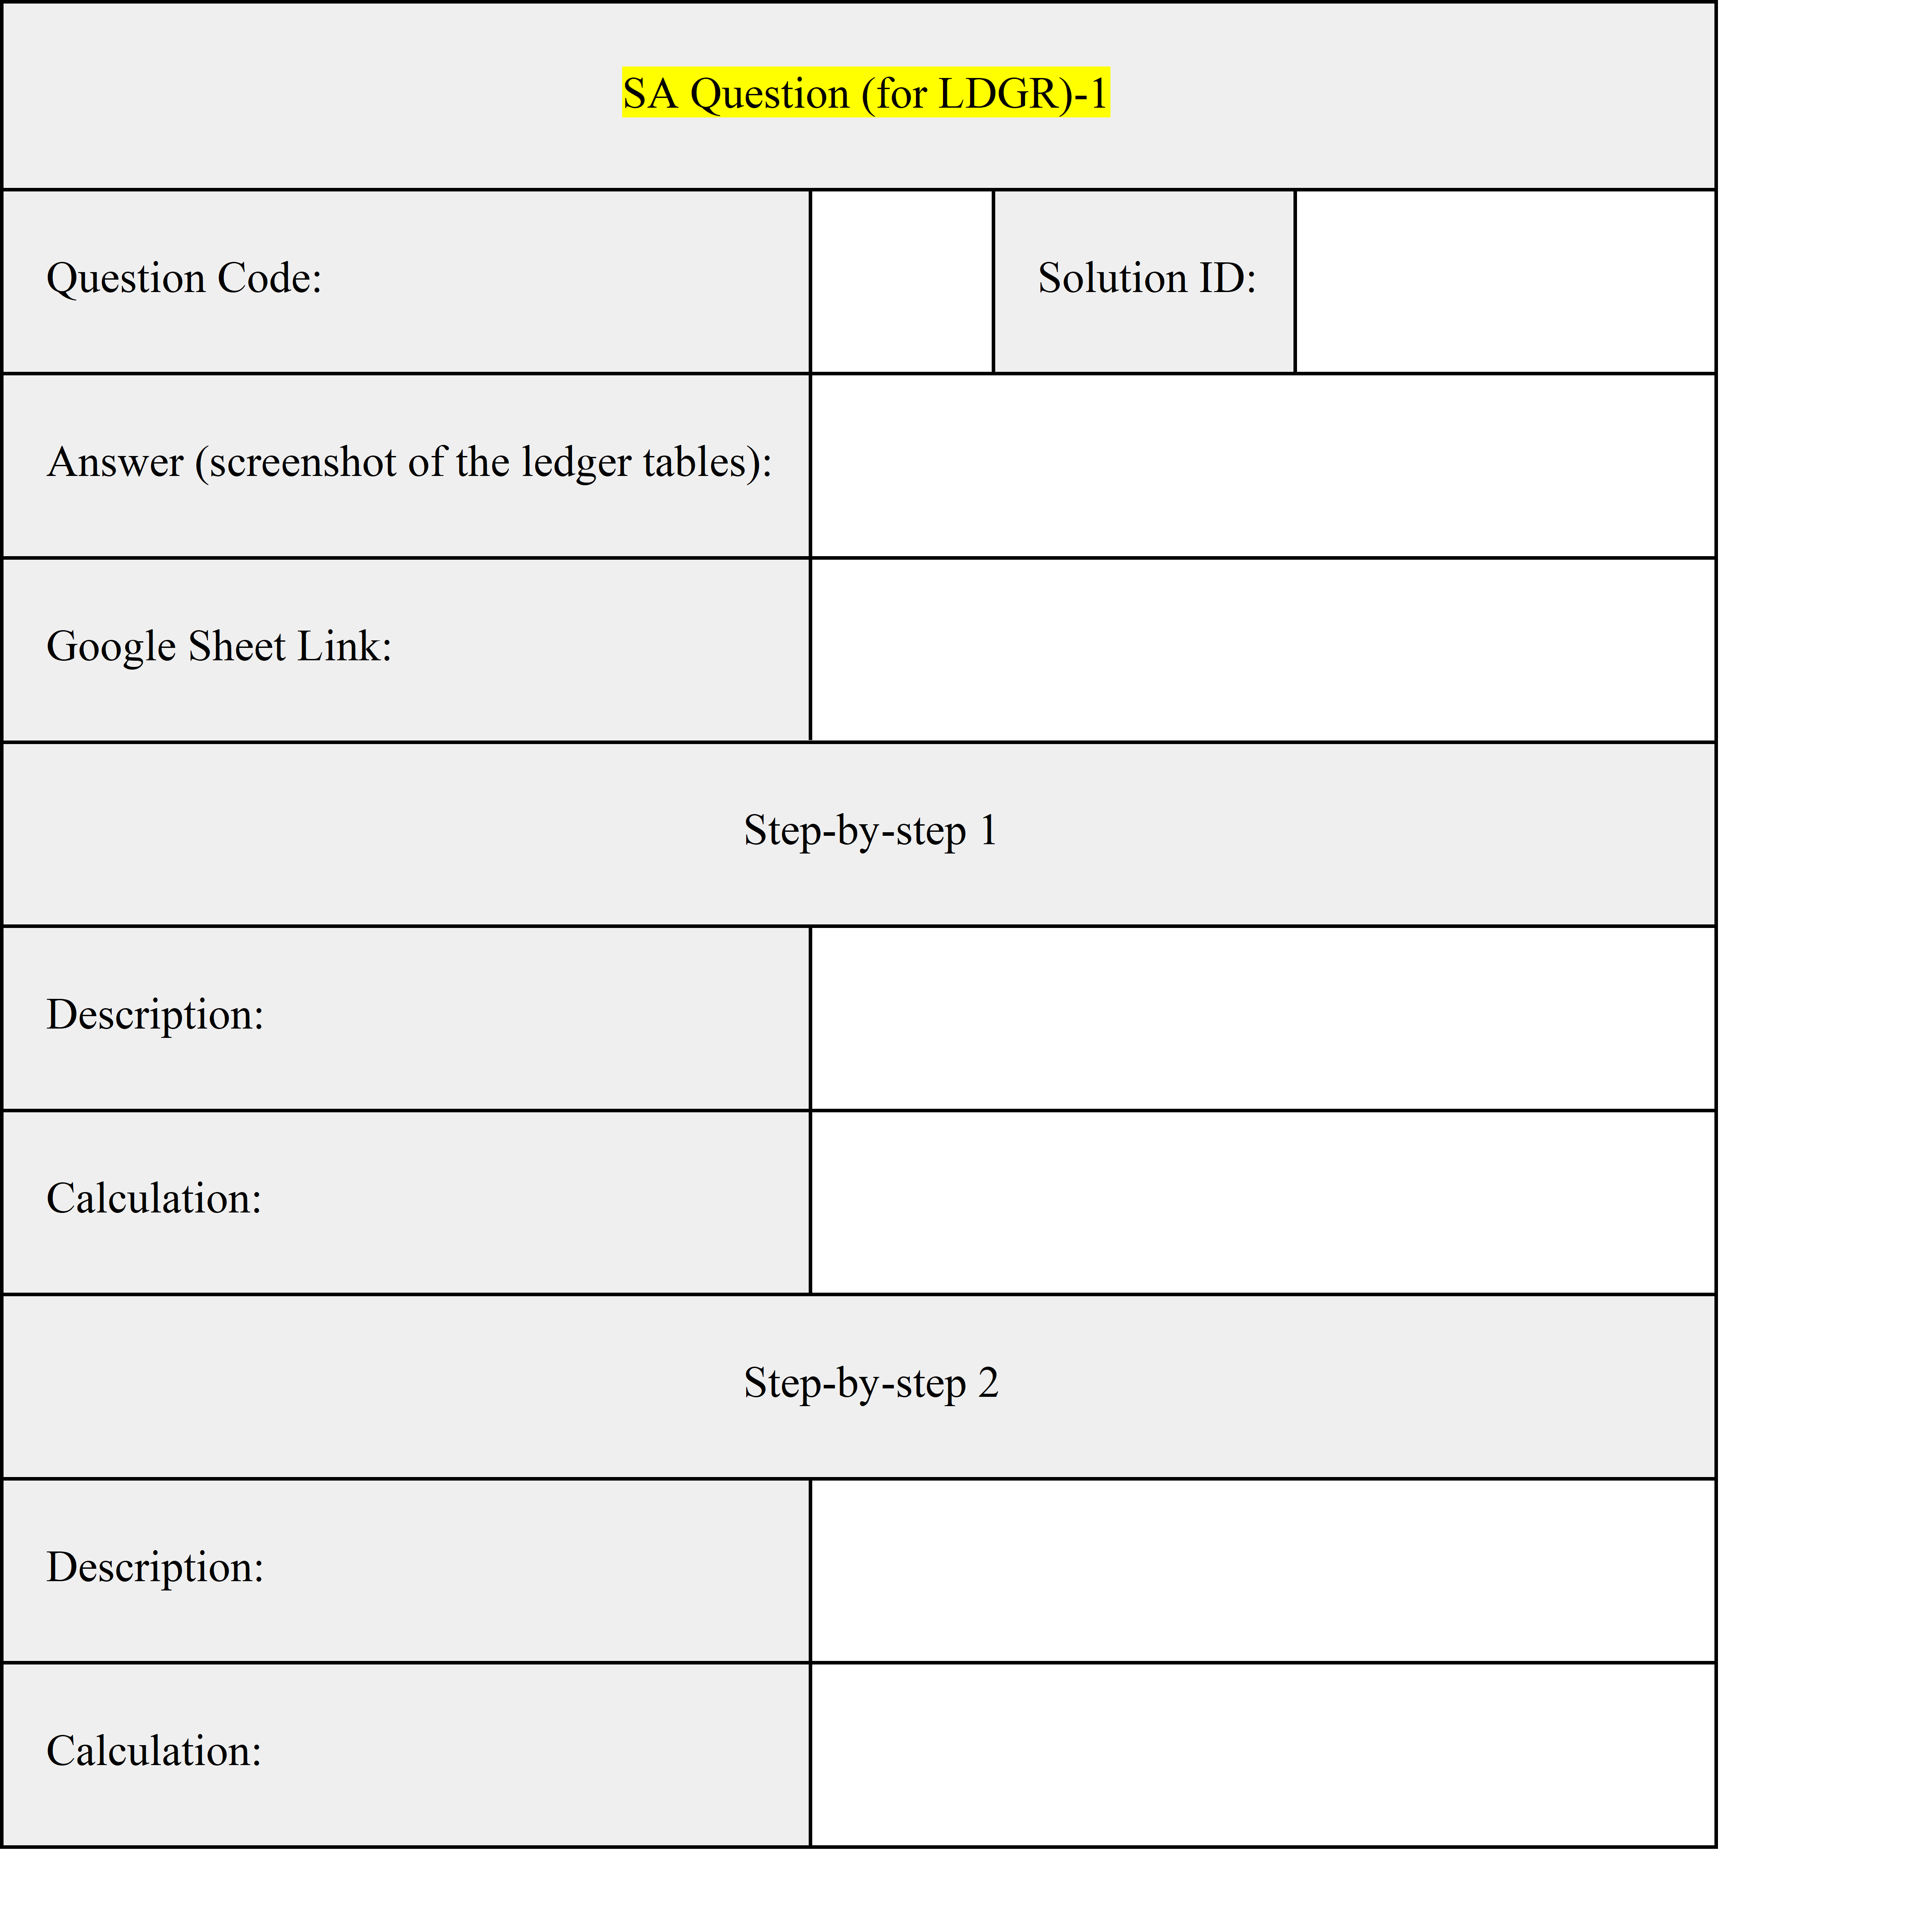 SA Question (for LDGR)-1
Question Code: Solution ID:
Answer (screenshot of the ledger tables):
Google Sheet Link:
Step-by-step 1
Description:
Calculation:
Step-by-step 2
Description:
Calculation: